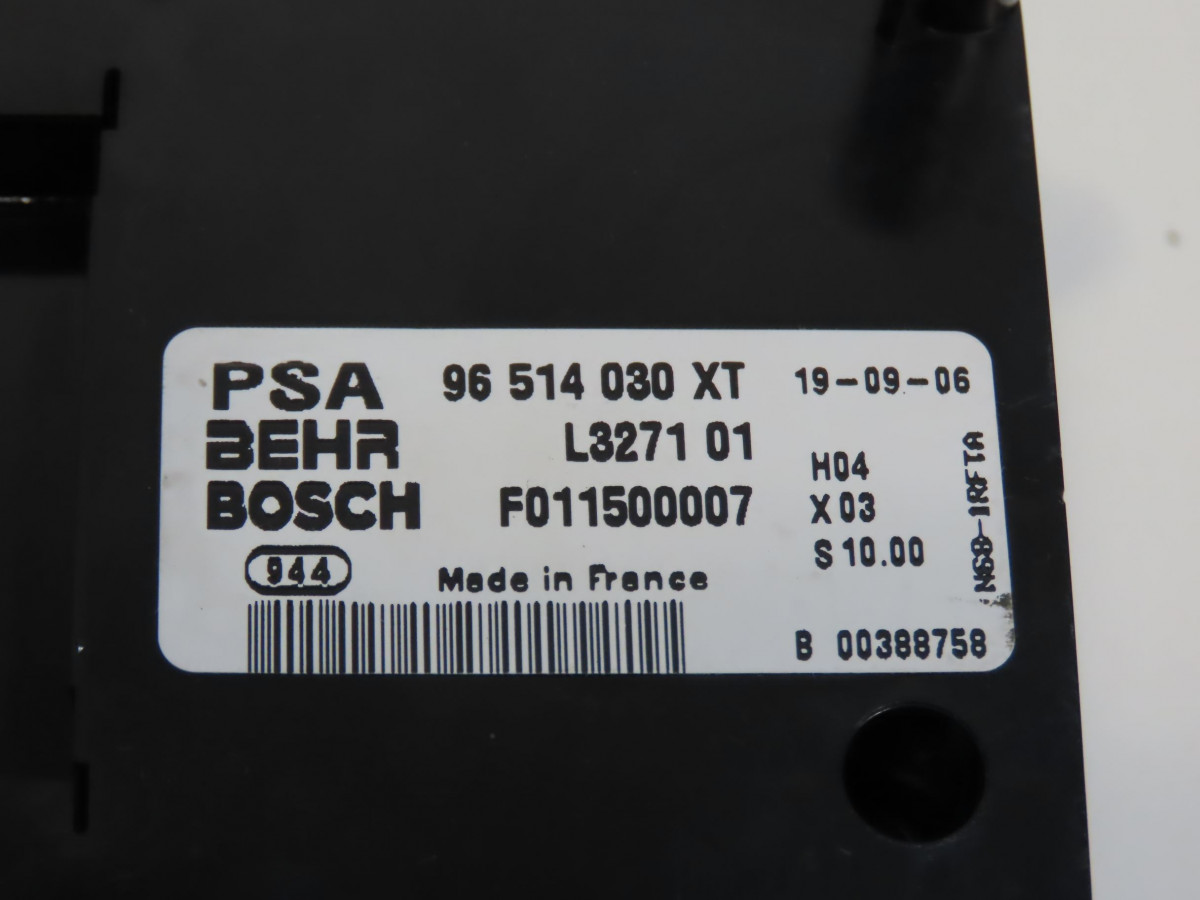 PSA 96 514 030 XT 19-09-06
BEHR L3271 01
BOSCH F011500007
H04
X 03
S 10.00
944
Made in France
B 00388758